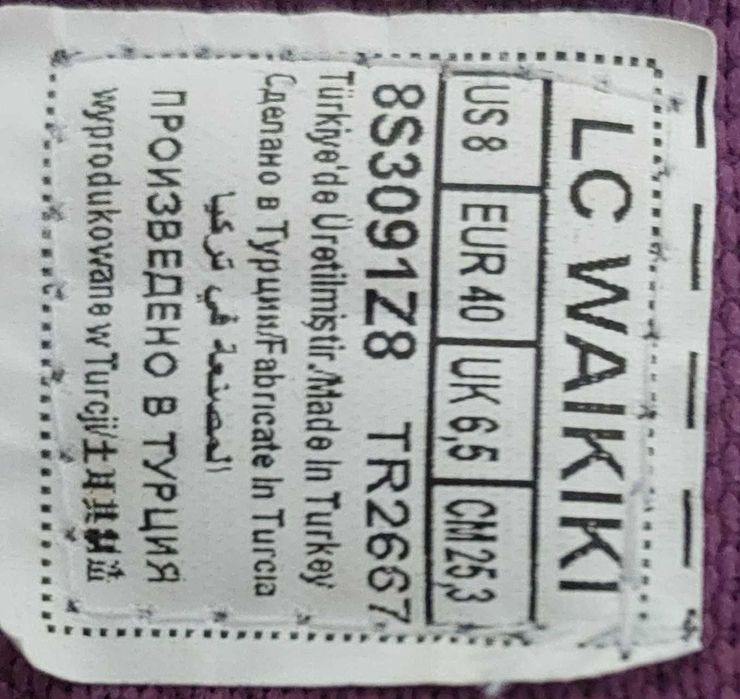 LC WAIKIKI
US 8 EUR 40 UK 6,5 CM 25,3
8S3091Z8 TR2667
Türkiye'de Üretilmiştir./Made In Turkey
Сделано в Турции/Fabricate In Turcia
المصنعة في تركيا
ПРОИЗВЕДЕНО В ТУРЦИЯ
Wyprodukowane w Turcji/土耳其制造